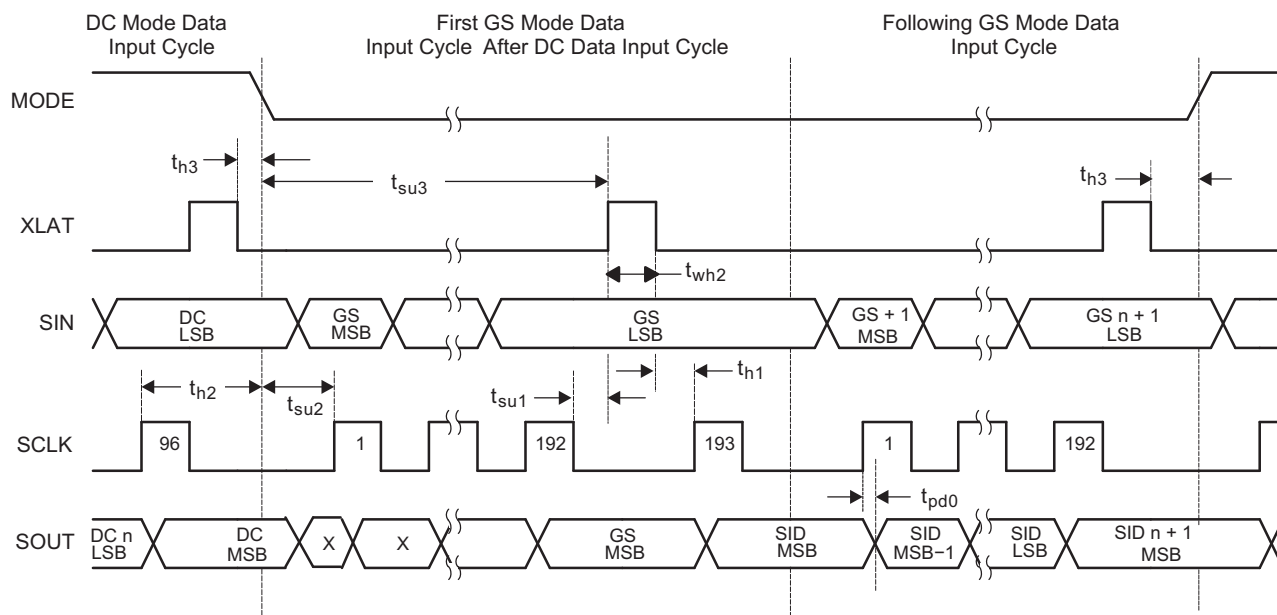 DC Mode Data
Input Cycle
First GS Mode Data
Input Cycle After DC Data Input Cycle
Following GS Mode Data
Input Cycle
MODE
th3
tsu3
th3
XLAT
twh2
SIN
DC
LSB
GS
MSB
GS
LSB
GS + 1
MSB
GS n + 1
LSB
th2
tsu2
tsu1
th1
SCLK
96
1
192
193
1
192
tpd0
SOUT
DC n
LSB
DC
MSB
X
X
GS
MSB
SID
MSB
SID
MSB−1
SID
LSB
SID n + 1
MSB